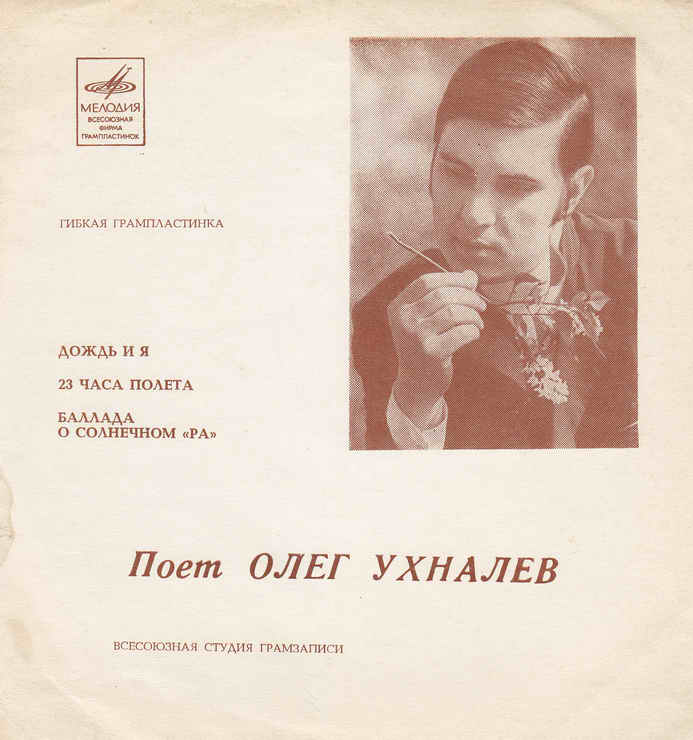 МЕЛОДИЯ
ВСЕСОЮЗНАЯ
ФИРМА
ГРАМПЛАСТИНОК
ГИБКАЯ ГРАМПЛАСТИНКА
ДОЖДЬ И Я
23 ЧАСА ПОЛЕТА
БАЛЛАДА
О СОЛНЕЧНОМ «РА»
Поет ОЛЕГ УХНАЛЕВ
ВСЕСОЮЗНАЯ СТУДИЯ ГРАМЗАПИСИ